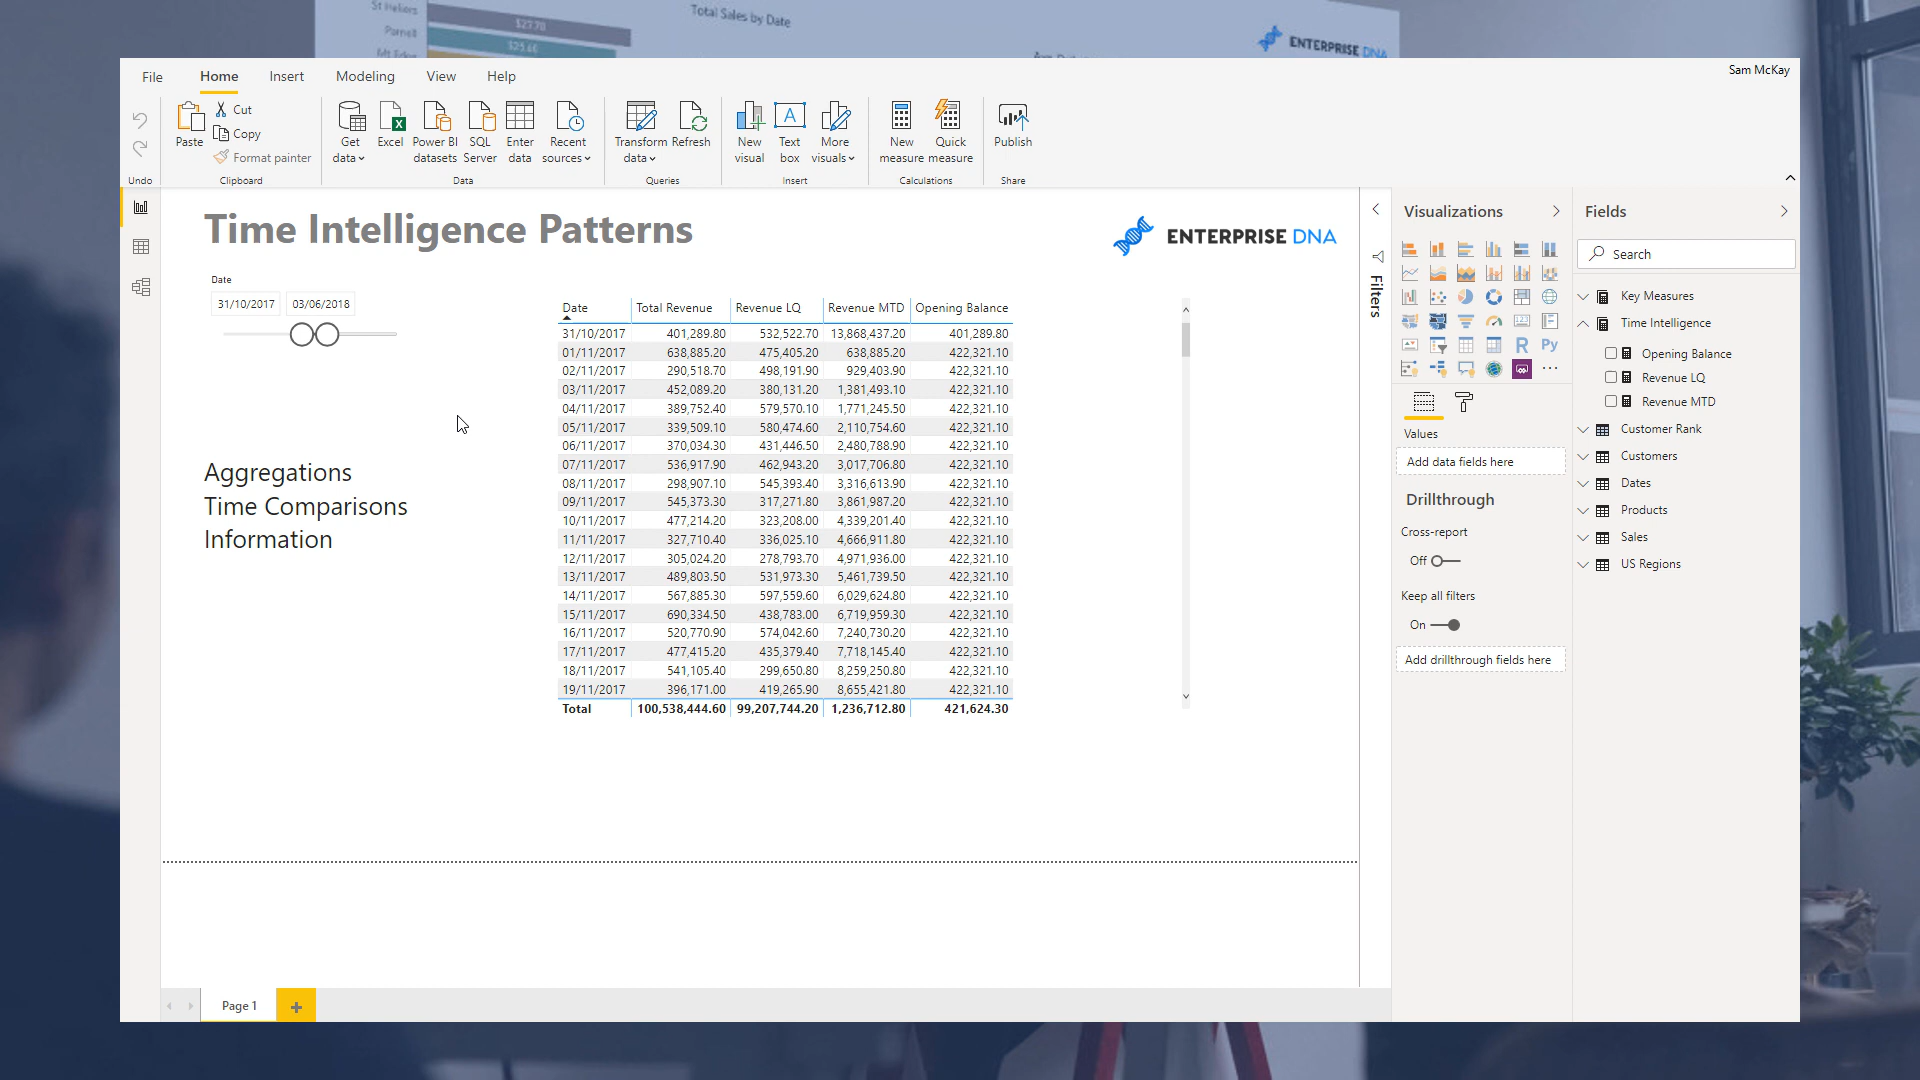 St Heliers
$27.70
Total Sales by Date
Parnell
$25.66
Mt Eden
ENTERPRISE DNA
File Home Insert Modeling View Help
Sam McKay
Paste
Cut
Copy
Format painter
Get data
Excel
Power BI datasets
SQL Server
Enter data
Recent sources
Transform data
Refresh
New visual
Text box
More visuals
New measure
Quick measure
Publish
Undo
Clipboard
Data
Queries
Insert
Calculations
Share
Time Intelligence Patterns
ENTERPRISE DNA
Date
31/10/2017 03/06/2018
Aggregations
Time Comparisons
Information
Date Total Revenue Revenue LQ Revenue MTD Opening Balance
31/10/2017 401,289.80 532,522.70 13,868,437.20 401,289.80
01/11/2017 638,885.20 475,405.20 638,885.20 422,321.10
02/11/2017 290,518.70 498,191.90 929,403.90 422,321.10
03/11/2017 452,089.20 380,131.20 1,381,493.10 422,321.10
04/11/2017 389,752.40 579,570.10 1,771,245.50 422,321.10
05/11/2017 339,509.10 580,474.60 2,110,754.60 422,321.10
06/11/2017 370,034.30 431,446.50 2,480,788.90 422,321.10
07/11/2017 536,917.90 462,943.20 3,017,706.80 422,321.10
08/11/2017 298,907.10 545,393.40 3,316,613.90 422,321.10
09/11/2017 545,373.30 317,271.80 3,861,987.20 422,321.10
10/11/2017 477,214.20 323,208.00 4,339,201.40 422,321.10
11/11/2017 327,710.40 336,025.10 4,666,911.80 422,321.10
12/11/2017 305,024.20 278,793.70 4,971,936.00 422,321.10
13/11/2017 489,803.50 531,973.30 5,461,739.50 422,321.10
14/11/2017 567,885.30 597,559.60 6,029,624.80 422,321.10
15/11/2017 690,334.50 438,783.00 6,719,959.30 422,321.10
16/11/2017 520,770.90 574,042.60 7,240,730.20 422,321.10
17/11/2017 477,415.20 435,379.40 7,718,145.40 422,321.10
18/11/2017 541,105.40 299,650.80 8,259,250.80 422,321.10
19/11/2017 396,171.00 419,265.90 8,655,421.80 422,321.10
Total 100,538,444.60 99,207,744.20 1,236,712.80 421,624.30
Filters
Visualizations
R
Py
123
Values
Add data fields here
Drillthrough
Cross-report
Off
Keep all filters
On
Add drillthrough fields here
Fields
Search
Key Measures
Time Intelligence
Opening Balance
Revenue LQ
Revenue MTD
Customer Rank
Customers
Dates
Products
Sales
US Regions
Page 1